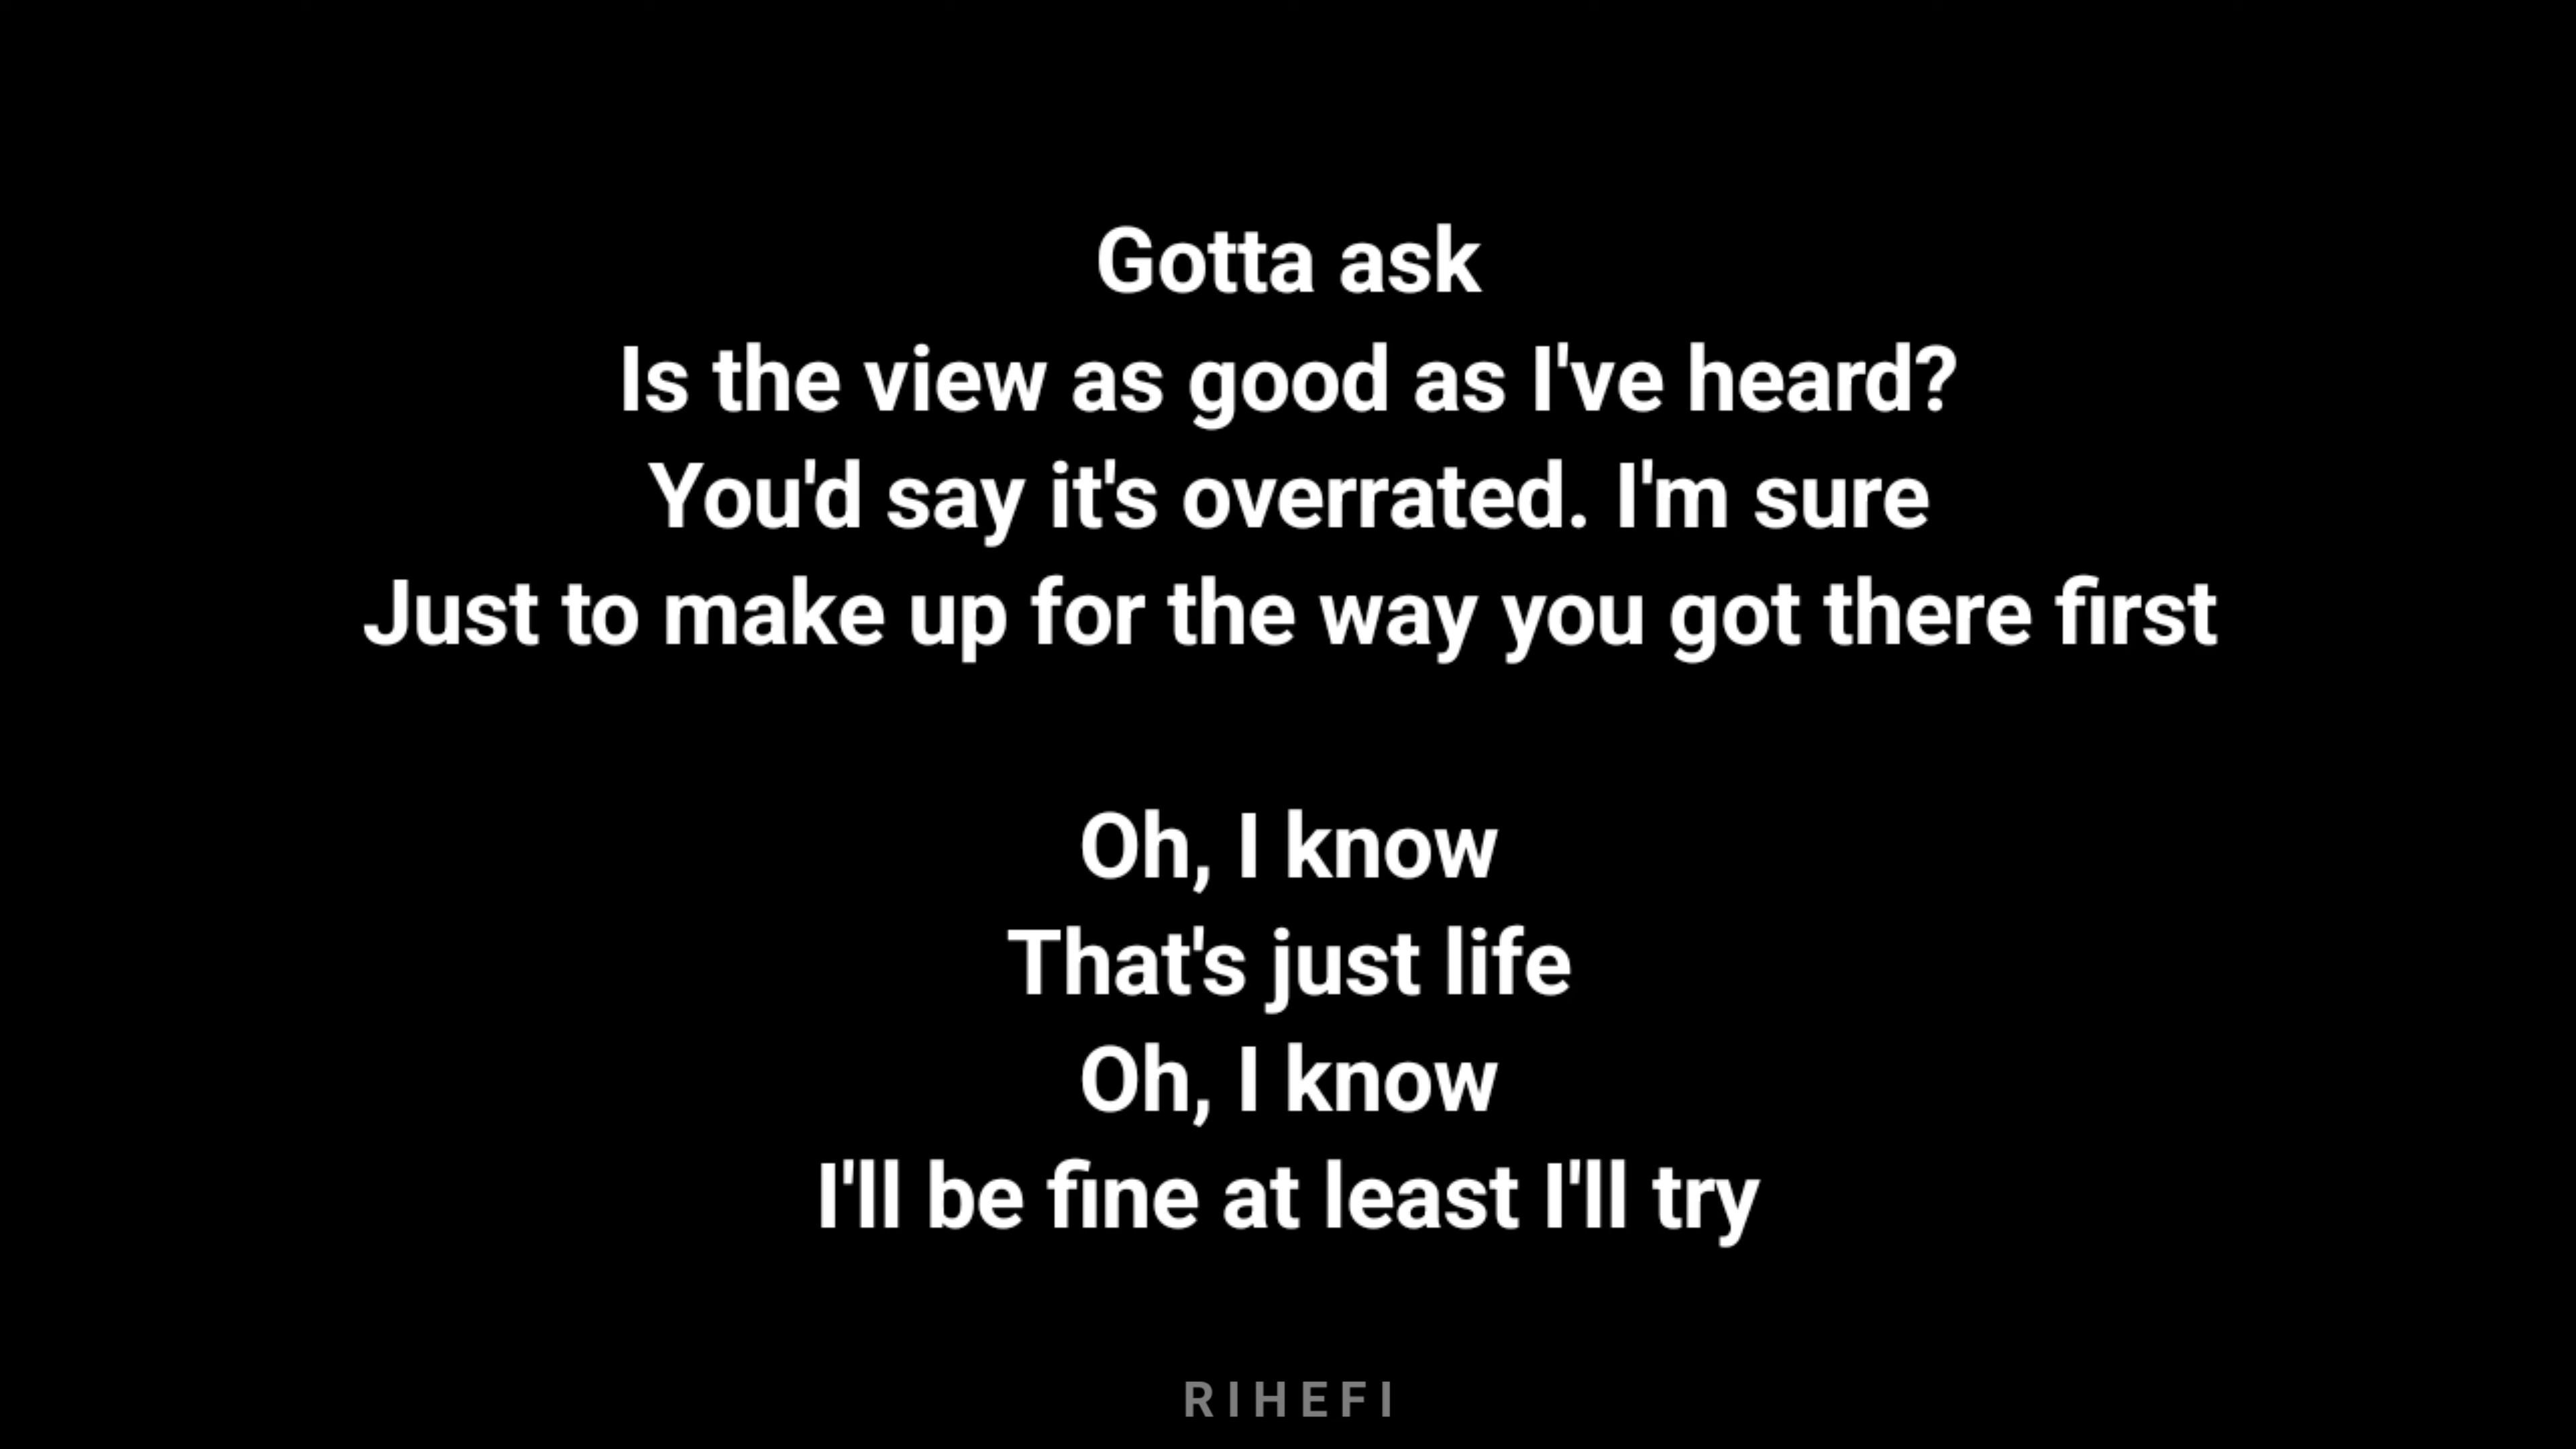 Gotta ask
Is the view as good as I've heard?
You'd say it's overrated. I'm sure
Just to make up for the way you got there first
Oh, I know
That's just life
Oh, I know
I'll be fine at least I'll try
RIHEFI